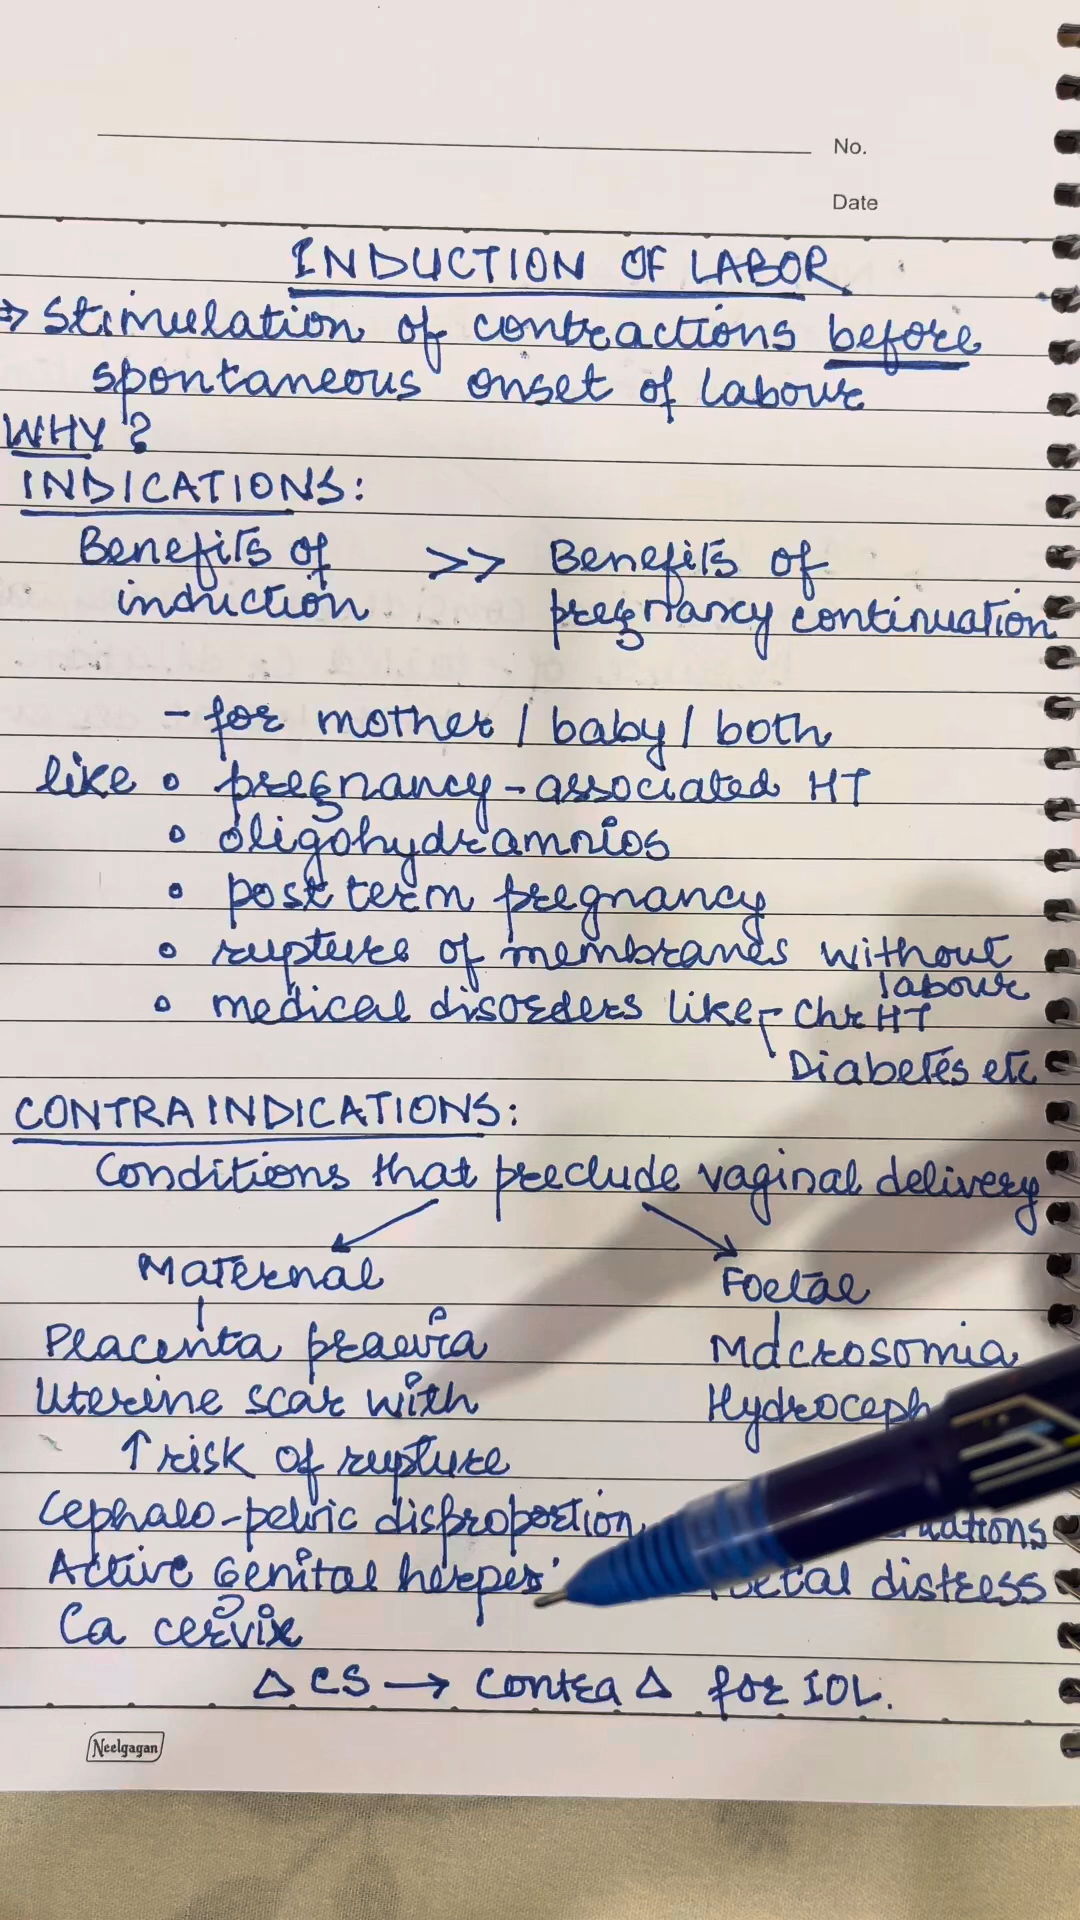 No.
Date
INDUCTION OF LABOR
⇒ Stimulation of contractions before
spontaneous onset of labour
WHY?
INDICATIONS:
Benefits of induction >> Benefits of pregnancy continuation
- for mother / baby / both
like o pregnancy-associated HT
o oligohydramnios
o post term pregnancy
o rupture of membranes without labour
o medical disorders like Chr HT
Diabetes etc
CONTRAINDICATIONS:
Conditions that preclude vaginal delivery
Maternal
Placenta praevia
Uterine scar with
↑ risk of rupture
Cephalo-pelvic disproportion
Active Genital herpes
Ca cervix
Foetal
Macrosomia
distress
Δ CS → Contra Δ for IOL.
Neelgagan